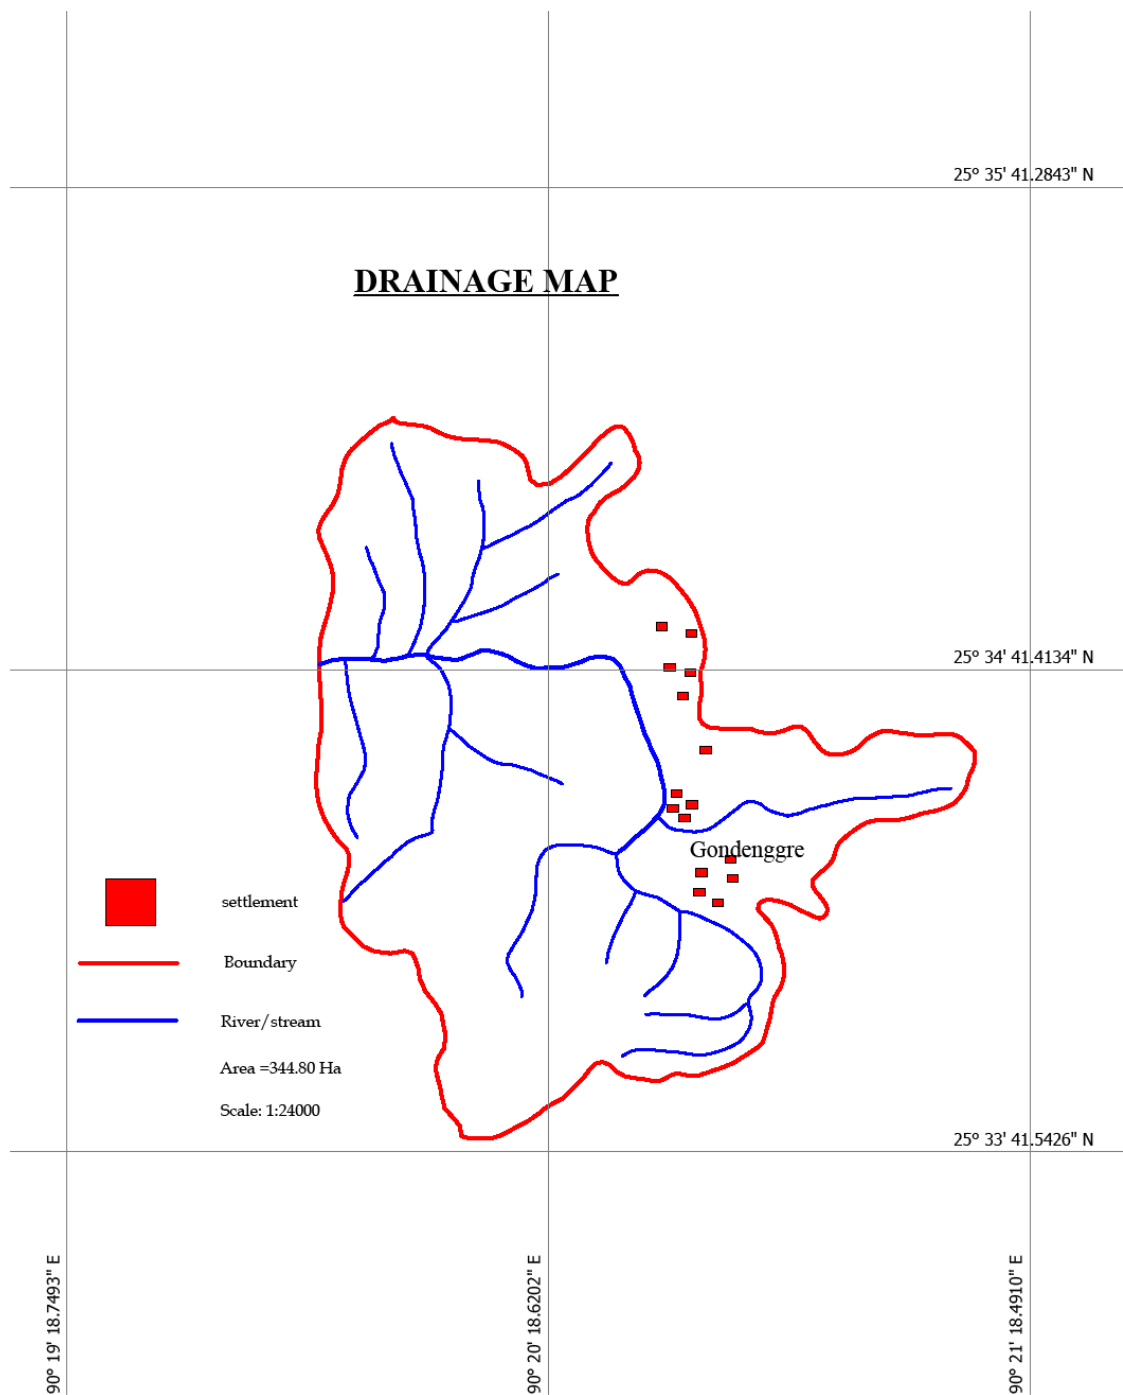 25° 35' 41.2843" N
DRAINAGE MAP
25° 34' 41.4134" N
Gondenggre
settlement
Boundary
River/stream
Area =344.80 Ha
Scale: 1:24000
25° 33' 41.5426" N
90° 19' 18.7493" E
90° 20' 18.6202" E
90° 21' 18.4910" E